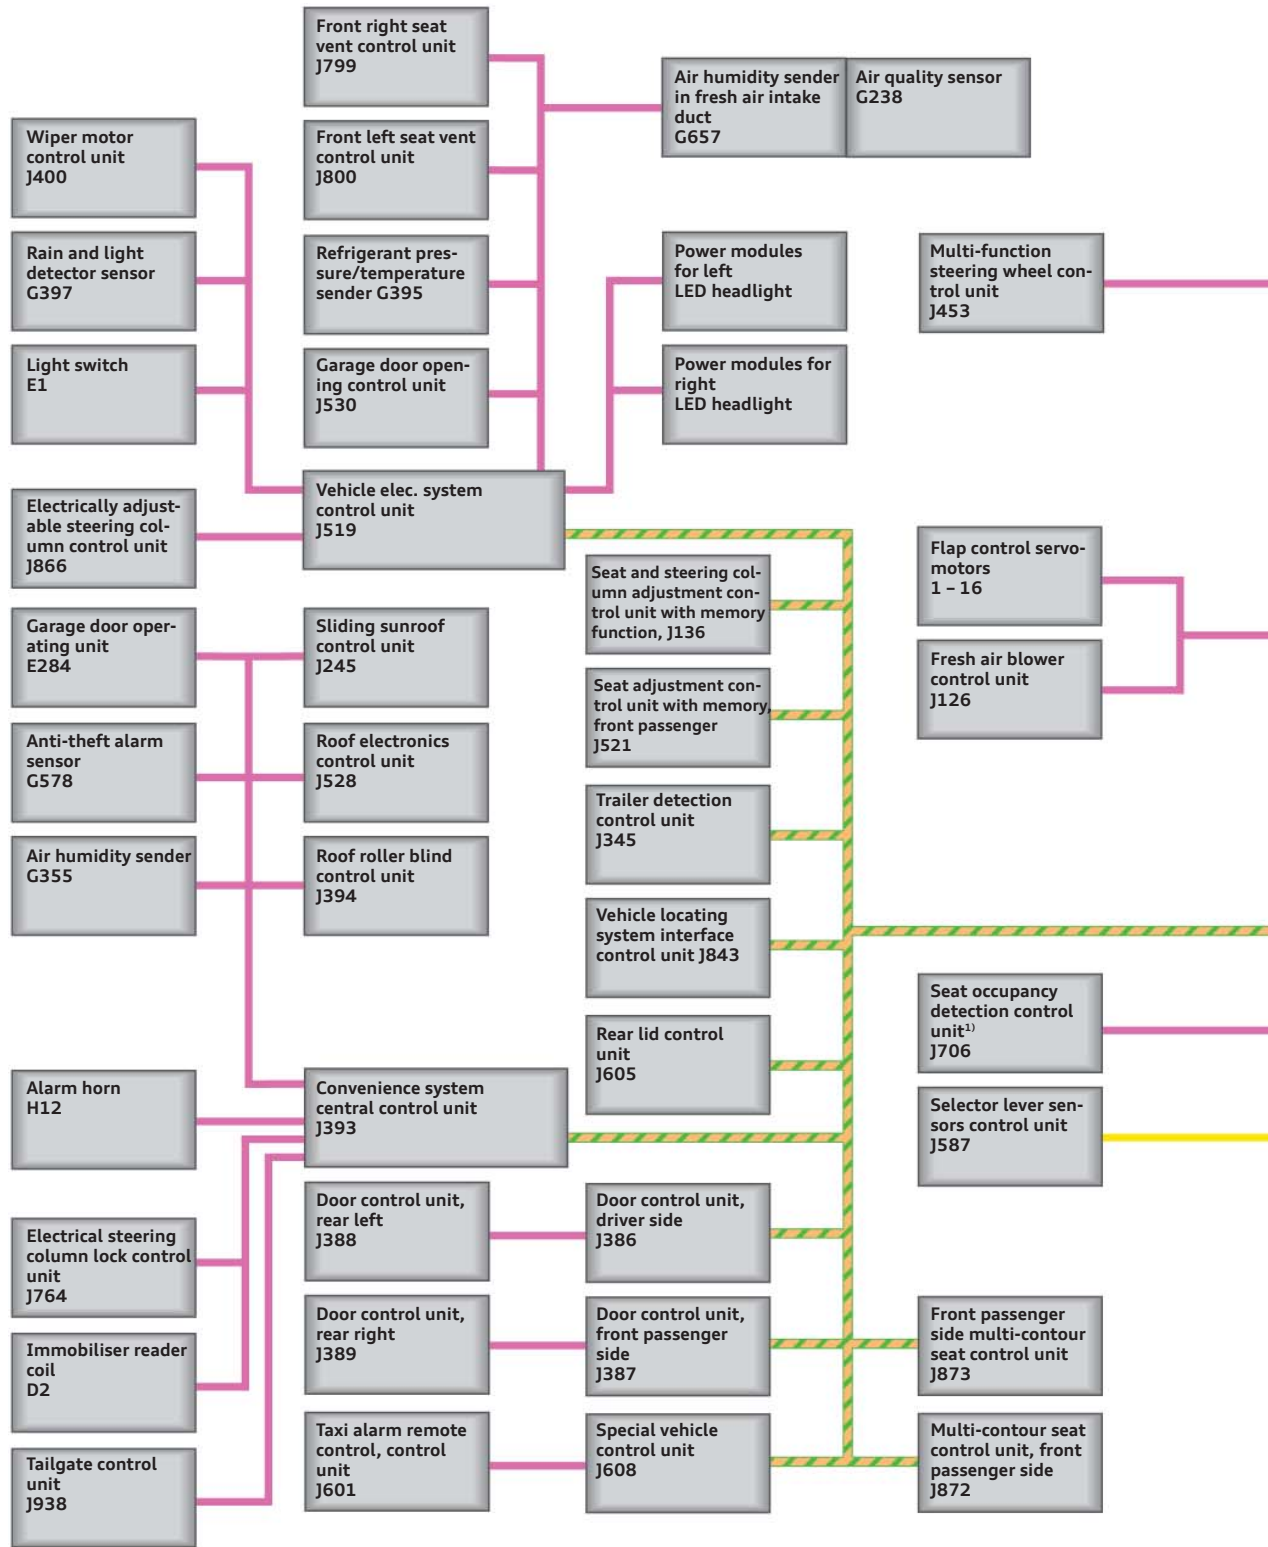 Front right seat
vent control unit
J799
Air humidity sender
in fresh air intake
duct
G657
Air quality sensor
G238
Wiper motor
control unit
J400
Front left seat vent
control unit
J800
Rain and light
detector sensor
G397
Refrigerant pres-
sure/temperature
sender G395
Power modules
for left
LED headlight
Multi-function
steering wheel con-
trol unit
J453
Light switch
E1
Garage door open-
ing control unit
J530
Power modules for
right
LED headlight
Electrically adjust-
able steering col-
umn control unit
J866
Vehicle elec. system
control unit
J519
Seat and steering col-
umn adjustment con-
trol unit with memory
function, J136
Flap control servo-
motors
1 – 16
Garage door oper-
ating unit
E284
Sliding sunroof
control unit
J245
Seat adjustment con-
trol unit with memory,
front passenger
J521
Fresh air blower
control unit
J126
Anti-theft alarm
sensor
G578
Roof electronics
control unit
J528
Trailer detection
control unit
J345
Air humidity sender
G355
Roof roller blind
control unit
J394
Vehicle locating
system interface
control unit J843
Seat occupancy
detection control
unit¹⁾
J706
Rear lid control
unit
J605
Alarm horn
H12
Convenience system
central control unit
J393
Selector lever sen-
sors control unit
J587
Electrical steering
column lock control
unit
J764
Door control unit,
rear left
J388
Door control unit,
driver side
J386
Immobiliser reader
coil
D2
Door control unit,
rear right
J389
Door control unit,
front passenger
side
J387
Front passenger
side multi-contour
seat control unit
J873
Tailgate control
unit
J938
Taxi alarm remote
control, control
unit
J601
Special vehicle
control unit
J608
Multi-contour seat
control unit, front
passenger side
J872